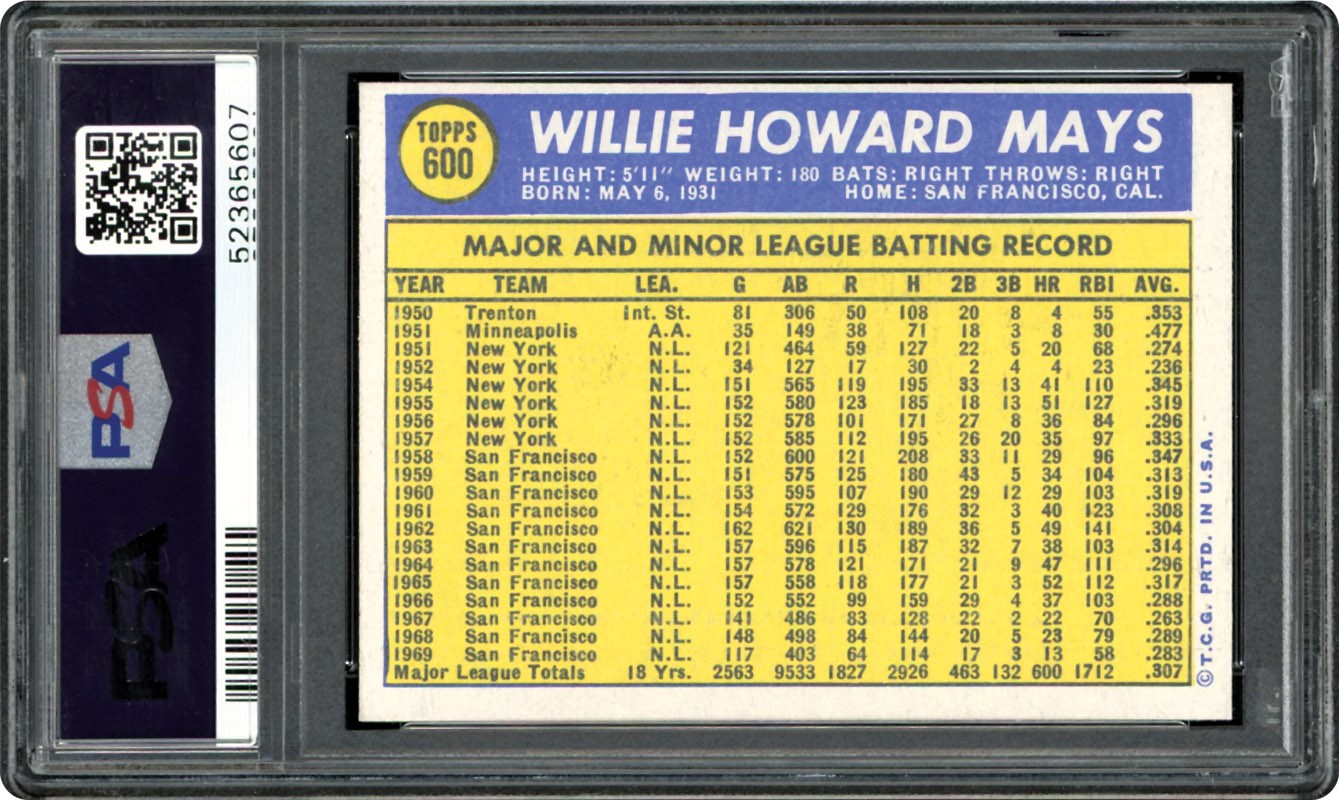 TOPPS
600
WILLIE HOWARD MAYS
HEIGHT: 5'11" WEIGHT: 180 BATS: RIGHT THROWS: RIGHT
BORN: MAY 6, 1931 HOME: SAN FRANCISCO, CAL.
MAJOR AND MINOR LEAGUE BATTING RECORD
YEAR TEAM LEA. G AB R H 2B 3B HR RBI AVG.
1950 Trenton Int. St. 81 306 50 108 20 8 4 55 .353
1951 Minneapolis A.A. 35 149 38 71 18 3 8 30 .477
1951 New York N.L. 121 464 59 127 22 5 20 68 .274
1952 New York N.L. 34 127 17 30 2 4 4 23 .236
1954 New York N.L. 151 565 119 195 33 13 41 110 .345
1955 New York N.L. 152 580 123 185 18 13 51 127 .319
1956 New York N.L. 152 578 101 171 27 8 36 84 .296
1957 New York N.L. 152 585 112 195 26 20 35 97 .333
1958 San Francisco N.L. 152 600 121 208 33 11 29 96 .347
1959 San Francisco N.L. 151 575 125 180 43 5 34 104 .313
1960 San Francisco N.L. 153 595 107 190 29 12 29 103 .319
1961 San Francisco N.L. 154 572 129 176 32 3 40 123 .308
1962 San Francisco N.L. 162 621 130 189 36 5 49 141 .304
1963 San Francisco N.L. 157 596 115 187 32 7 38 103 .314
1964 San Francisco N.L. 157 578 121 171 21 9 47 111 .296
1965 San Francisco N.L. 157 558 118 177 21 3 52 112 .317
1966 San Francisco N.L. 152 552 99 159 29 4 37 103 .288
1967 San Francisco N.L. 141 486 83 128 22 2 22 70 .263
1968 San Francisco N.L. 148 498 84 144 20 5 23 79 .289
1969 San Francisco N.L. 117 403 64 114 17 3 13 58 .283
Major League Totals 18 Yrs. 2563 9533 1827 2926 463 132 600 1712 .307
© T.C.G. PRTD. IN U.S.A.
52365607
PSA
PSA
PSA